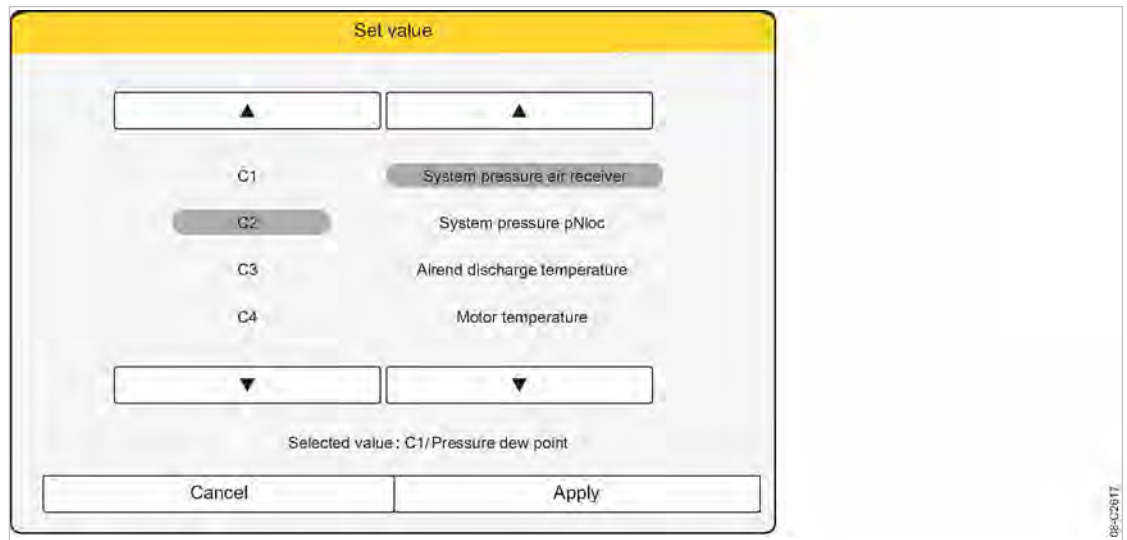 Set value
▲ ▲
C1 System pressure air receiver
C2 System pressure pNloc
C3 Airend discharge temperature
C4 Motor temperature
▼ ▼
Selected value: C1/Pressure dew point
Cancel Apply
08-C2617